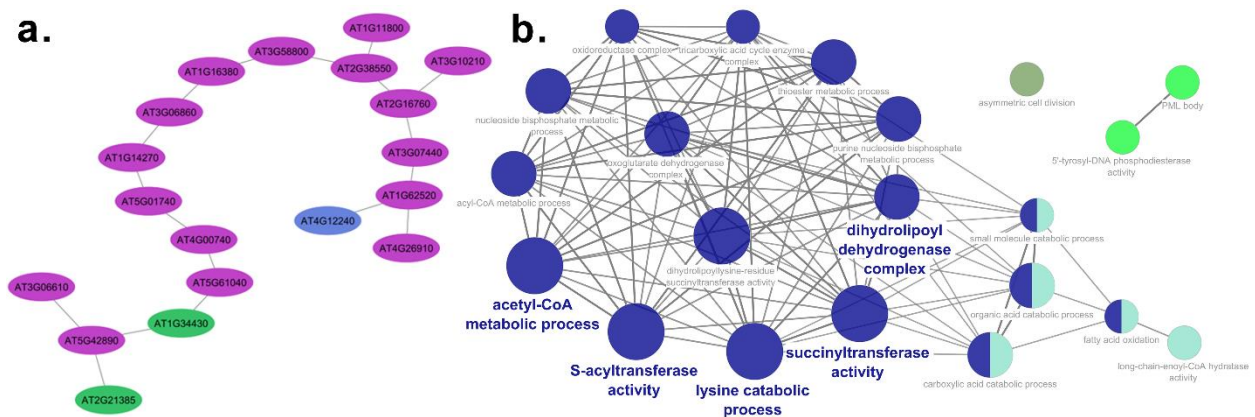 a.
AT1G11800
AT3G58800
AT3G10210
AT2G38550
AT1G16380
AT2G16760
AT3G06860
AT3G07440
AT1G14270
AT1G62520
AT5G01740
AT4G12240
AT4G00740
AT4G26910
AT5G61040
AT3G06610
AT1G34430
AT5G42890
AT2G21385
b.
oxidoreductase complex
tricarboxylic acid cycle enzyme
complex
thioester metabolic process
nucleoside bisphosphate metabolic
process
oxoglutarate dehydrogenase
complex
purine nucleoside bisphosphate
metabolic process
acyl-CoA metabolic process
dihydrolipoyl
dehydrogenase
complex
dihydrolipoyllysine-residue
succinyltransferase activity
acetyl-CoA
metabolic process
S-acyltransferase
activity
lysine catabolic
process
succinyltransferase
activity
asymmetric cell division
PML body
5'-tyrosyl-DNA phosphodiesterase
activity
small molecule catabolic process
organic acid catabolic process
fatty acid oxidation
carboxylic acid catabolic process
long-chain-enoyl-CoA hydratase
activity